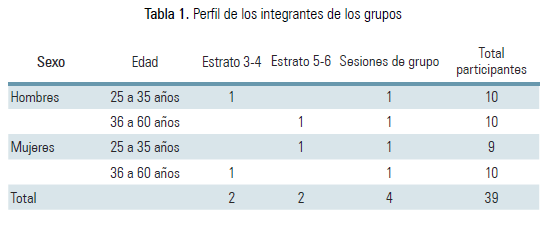 Tabla 1. Perfil de los integrantes de los grupos
Sexo Edad Estrato 3-4 Estrato 5-6 Sesiones de grupo Total participantes
Hombres 25 a 35 años 1 1 10
36 a 60 años 1 1 10
Mujeres 25 a 35 años 1 1 9
36 a 60 años 1 1 10
Total 2 2 4 39